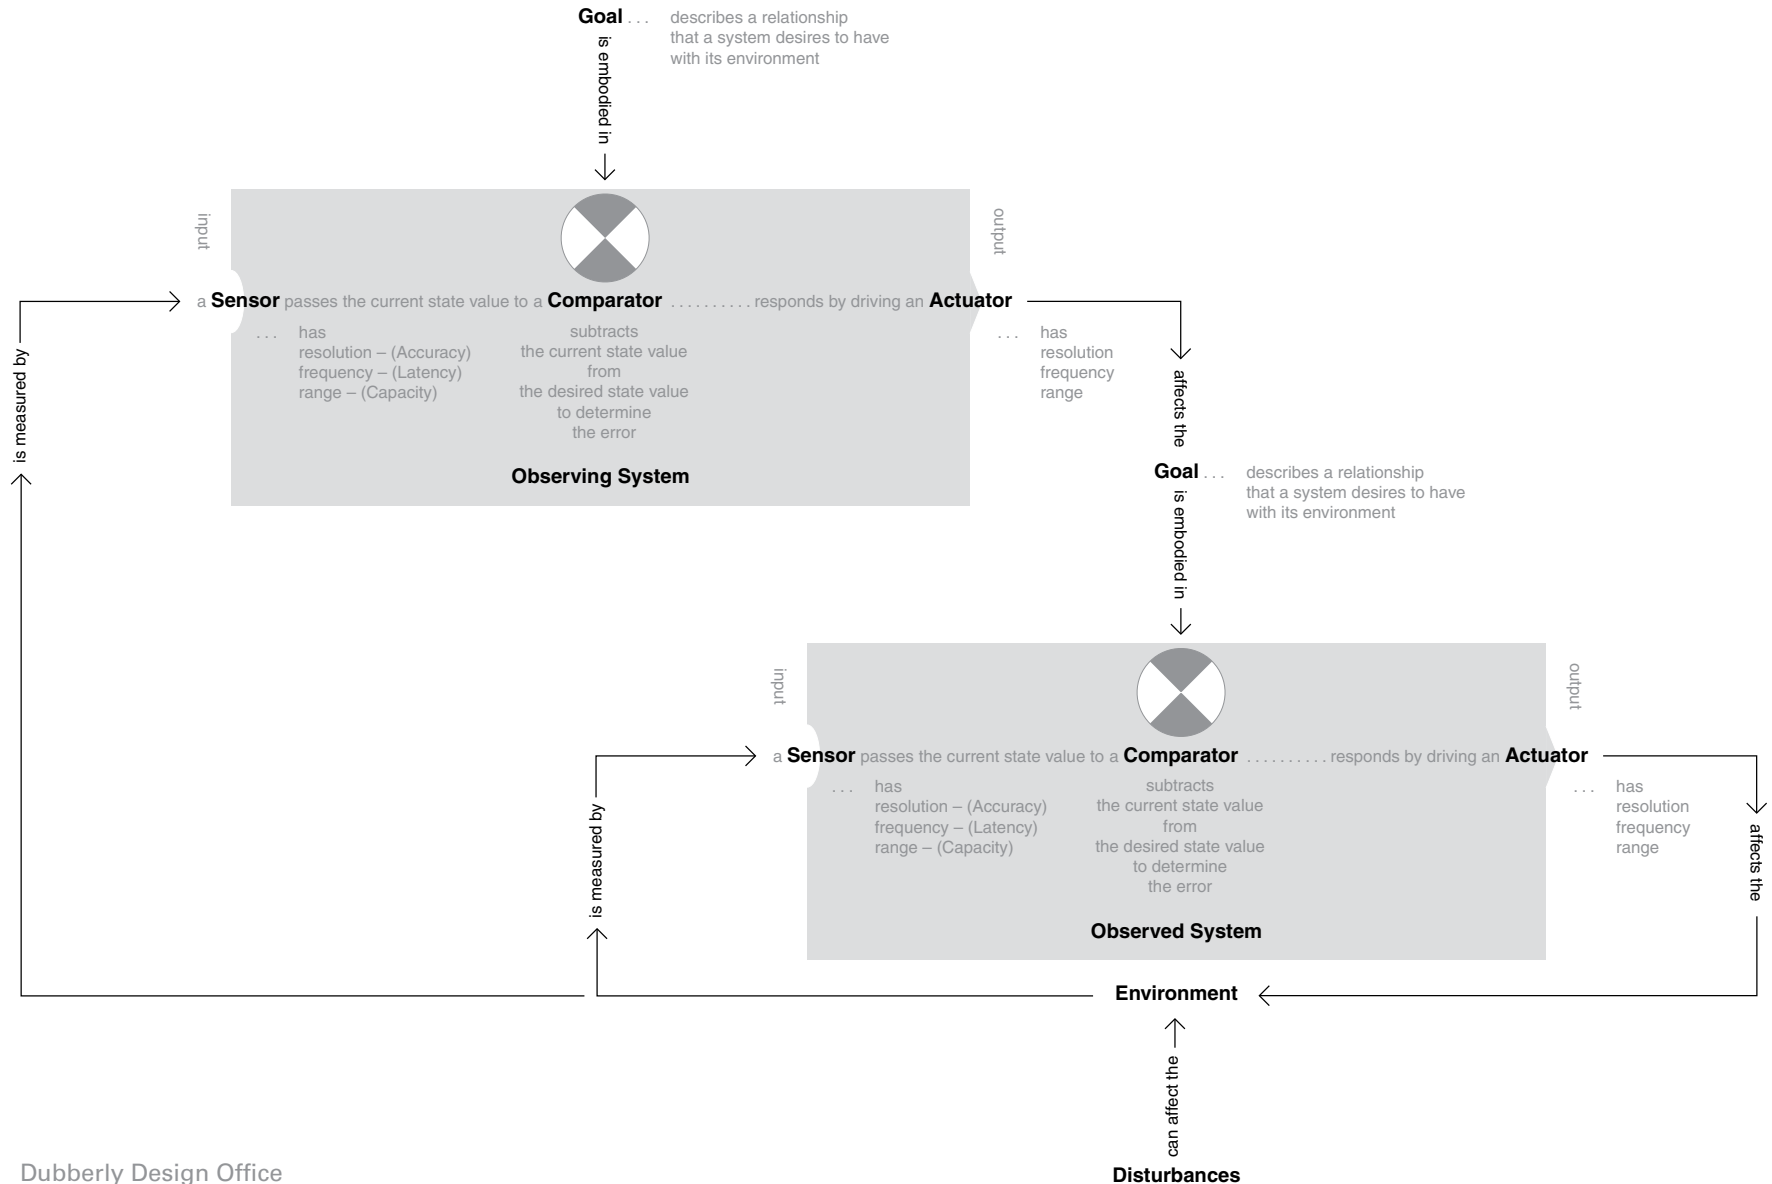 Goal . . . describes a relationship
that a system desires to have
with its environment
is embodied in
input
output
a Sensor passes the current state value to a Comparator . . . . . . . . . . responds by driving an Actuator
. . . has
resolution – (Accuracy)
frequency – (Latency)
range – (Capacity)
subtracts
the current state value
from
the desired state value
to determine
the error
. . . has
resolution
frequency
range
Observing System
is measured by
affects the
Goal . . . describes a relationship
that a system desires to have
with its environment
is embodied in
input
output
a Sensor passes the current state value to a Comparator . . . . . . . . . . responds by driving an Actuator
. . . has
resolution – (Accuracy)
frequency – (Latency)
range – (Capacity)
subtracts
the current state value
from
the desired state value
to determine
the error
. . . has
resolution
frequency
range
Observed System
is measured by
affects the
Environment
can affect the
Disturbances
Dubberly Design Office